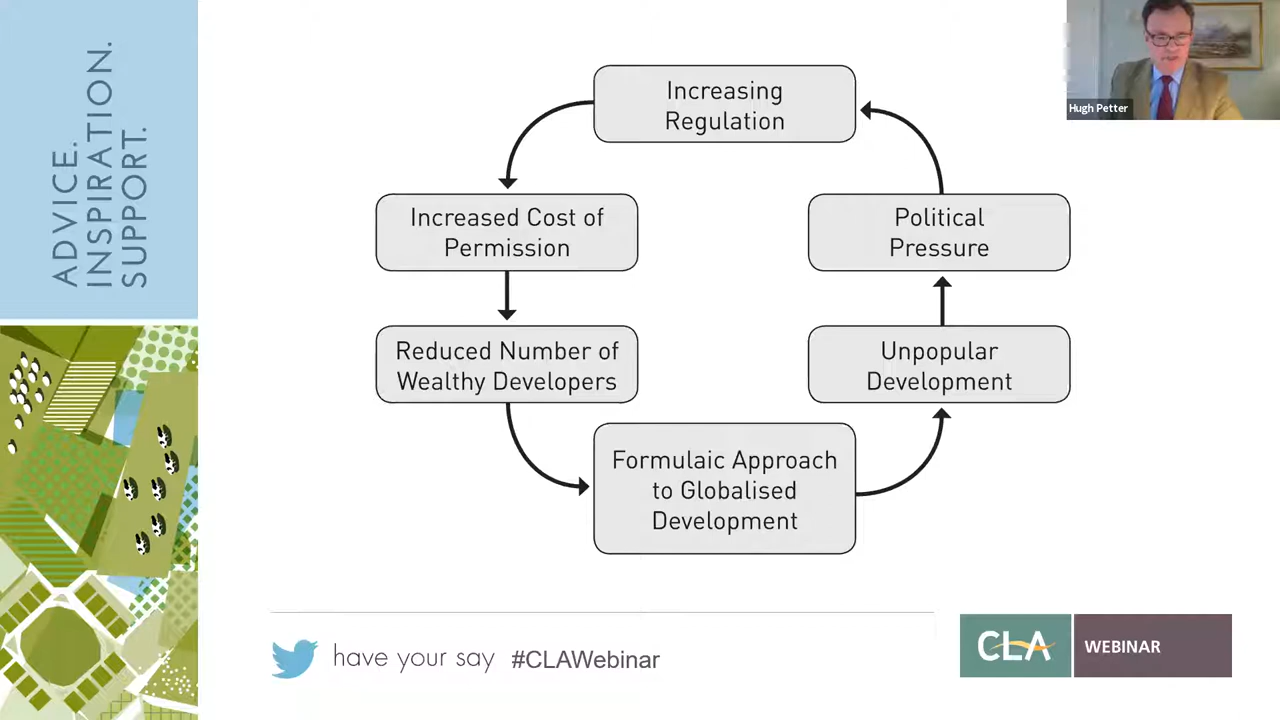 ADVICE.
INSPIRATION.
SUPPORT.
Increasing
Regulation
Hugh Petter
Increased Cost of
Permission
Political
Pressure
Reduced Number of
Wealthy Developers
Unpopular
Development
Formulaic Approach
to Globalised
Development
have your say #CLAWebinar
CLA WEBINAR